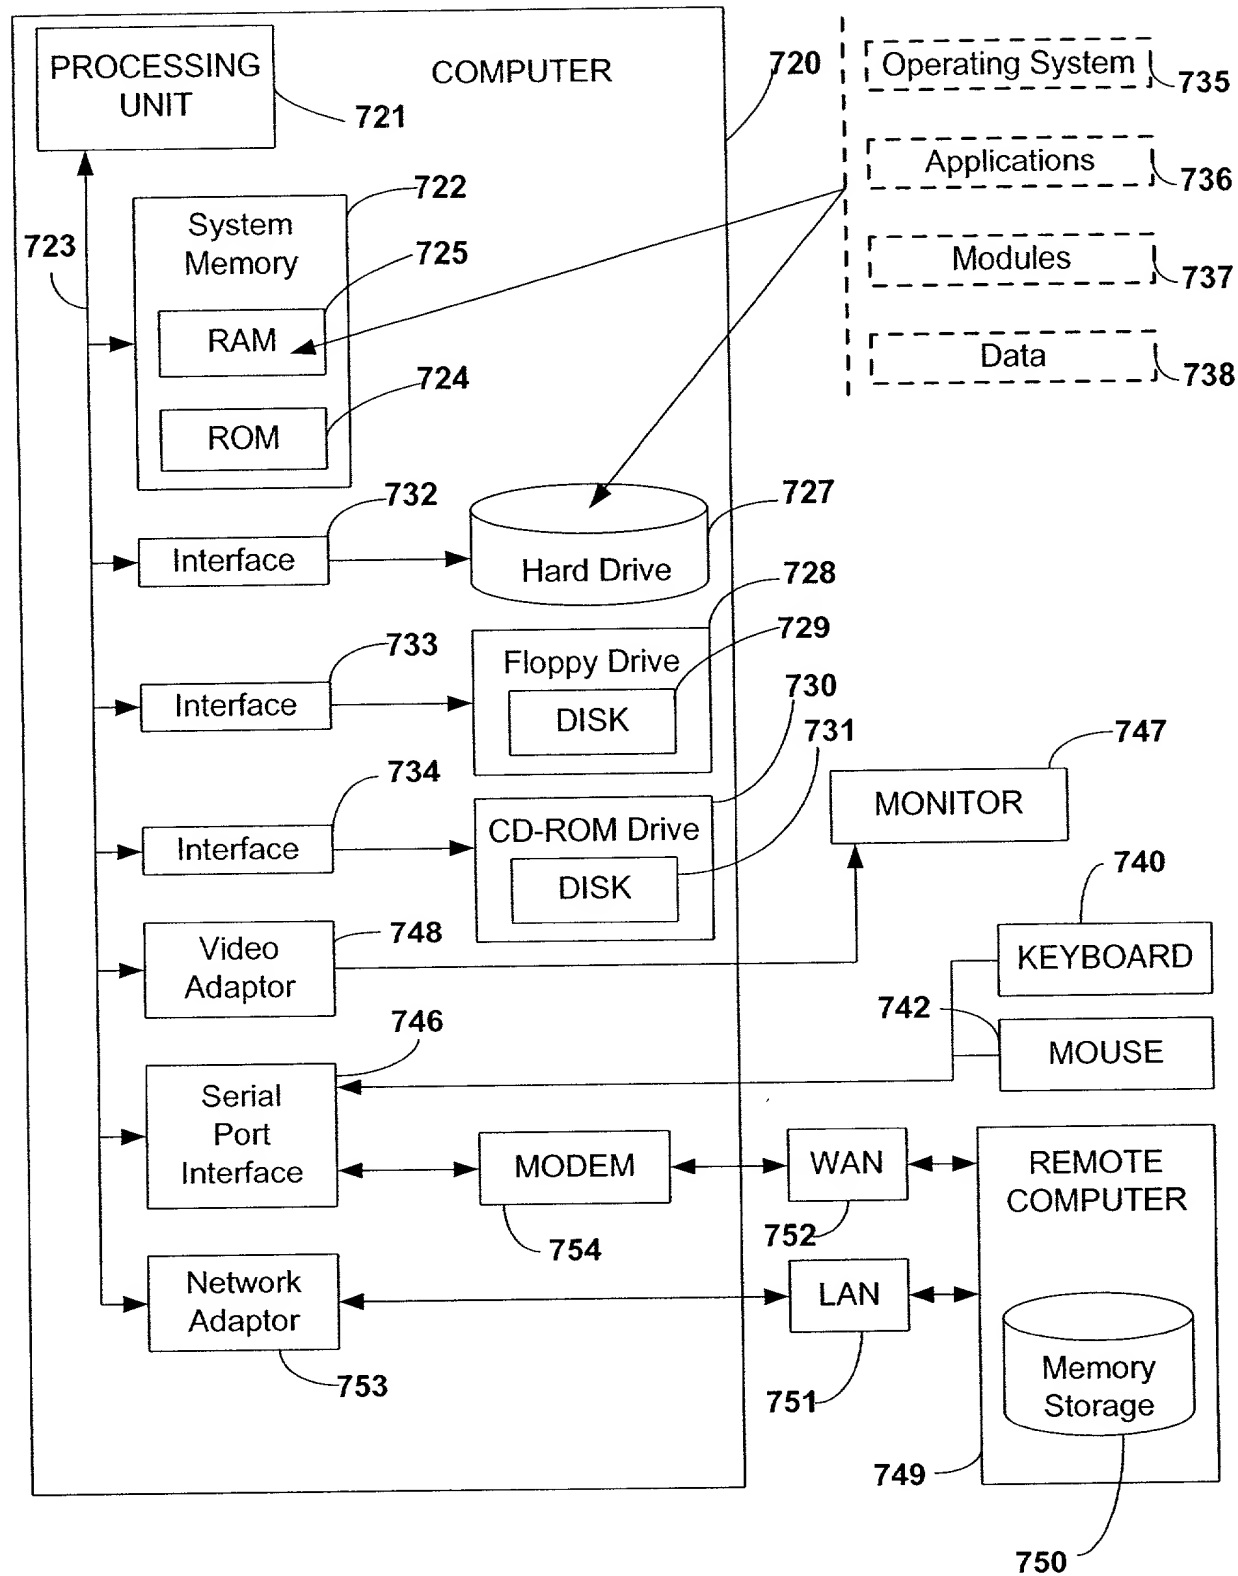 PROCESSING
UNIT
721
COMPUTER
720
Operating System
735
Applications
736
Modules
737
Data
738
722
723
System
Memory
725
RAM
724
ROM
732
Interface
727
Hard Drive
728
733
Interface
729
Floppy Drive
DISK
730
731
734
Interface
CD-ROM Drive
DISK
747
MONITOR
740
KEYBOARD
742
MOUSE
748
Video
Adaptor
746
Serial
Port
Interface
MODEM
754
WAN
752
REMOTE
COMPUTER
Network
Adaptor
753
LAN
751
Memory
Storage
749
750